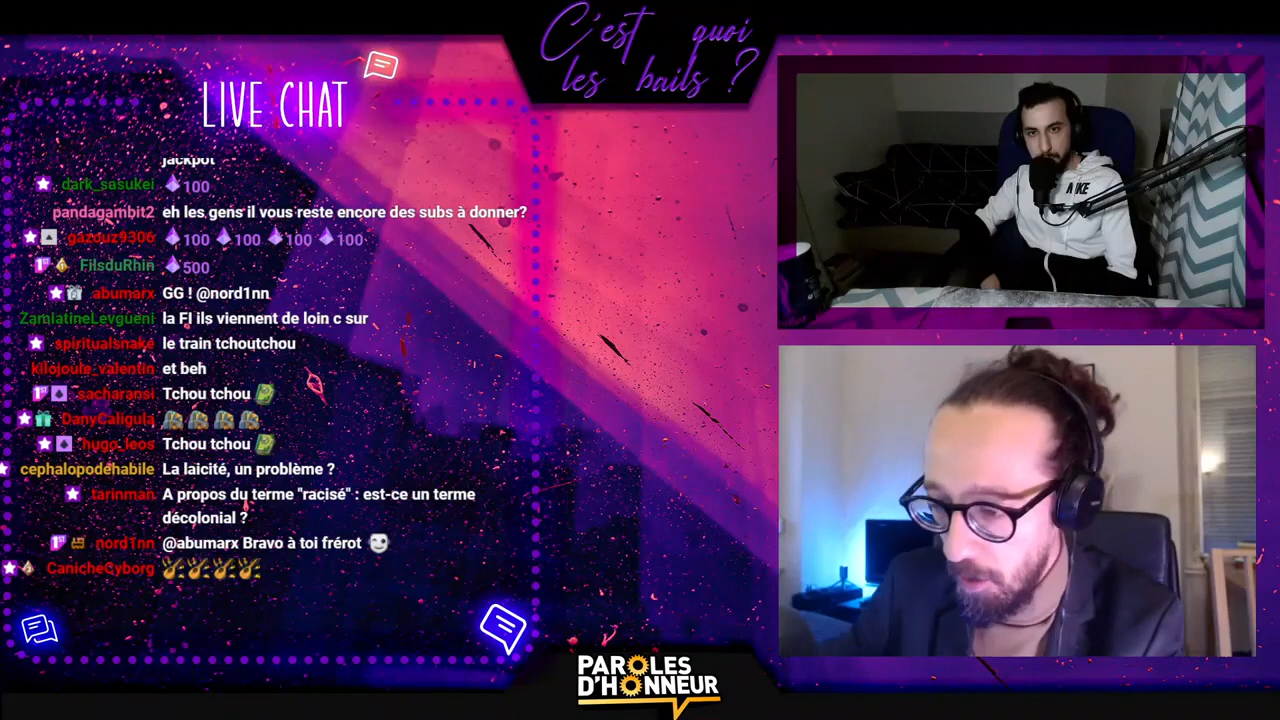 C'est quoi
les bails ?
LIVE CHAT
jackpot
dark_sasukei 100
pandagambit2 eh les gens il vous reste encore des subs à donner?
gazouz9306 100 100 100 100
FilsduRhin 500
abumarx GG ! @nord1nn
ZamiatineLevgueni la FI ils viennent de loin c sur
spiritualsnake le train tchoutchou
kilojoule_valentin et beh
sacharansi Tchou tchou
DanyCaligula
hugo_leos Tchou tchou
cephalopodehabile La laïcité, un problème ?
tarinman A propos du terme "racisé" : est-ce un terme
décolonial ?
nord1nn @abumarx Bravo à toi frérot
CanicheCyborg
NIKE
PAROLES
D'HONNEUR